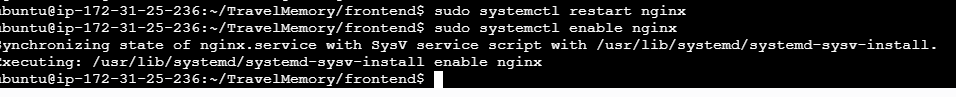 ubuntu@ip-172-31-25-236:~/TravelMemory/frontend$ sudo systemctl restart nginx
ubuntu@ip-172-31-25-236:~/TravelMemory/frontend$ sudo systemctl enable nginx
Synchronizing state of nginx.service with SysV service script with /usr/lib/systemd/systemd-sysv-install.
Executing: /usr/lib/systemd/systemd-sysv-install enable nginx
ubuntu@ip-172-31-25-236:~/TravelMemory/frontend$